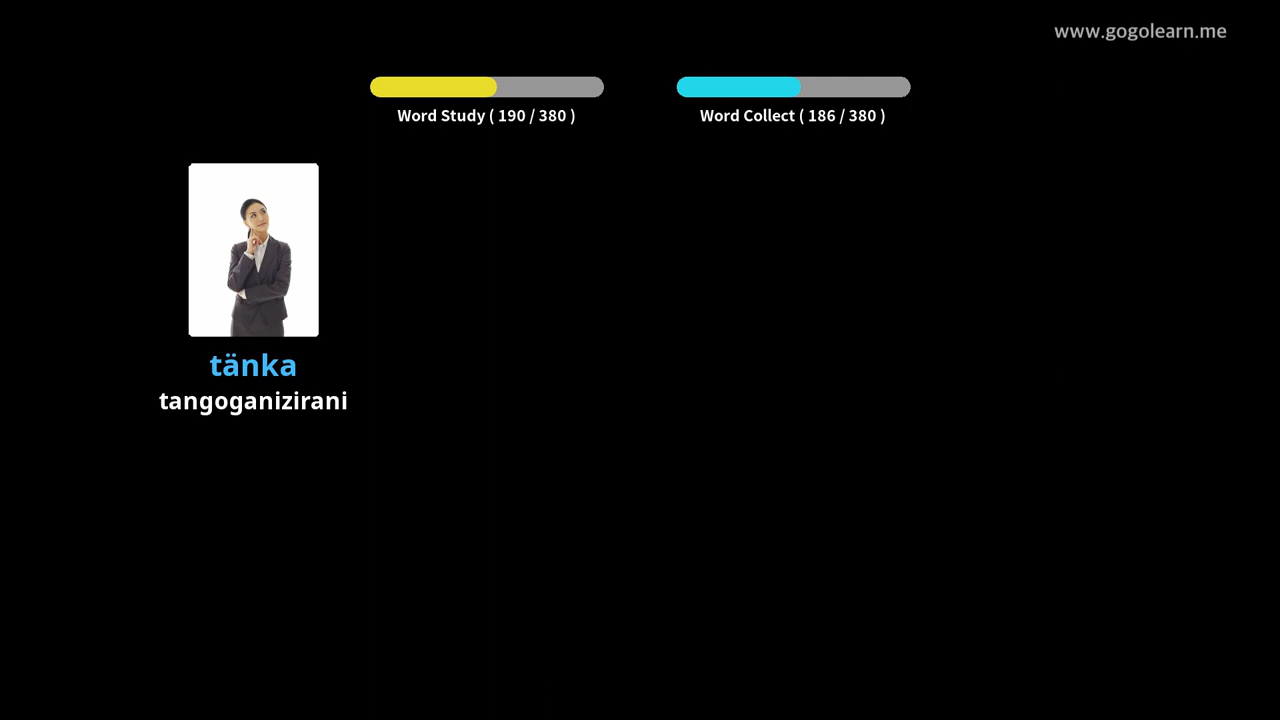 www.gogolearn.me
Word Study ( 190 / 380 )
Word Collect ( 186 / 380 )
tänka
tangoganizirani